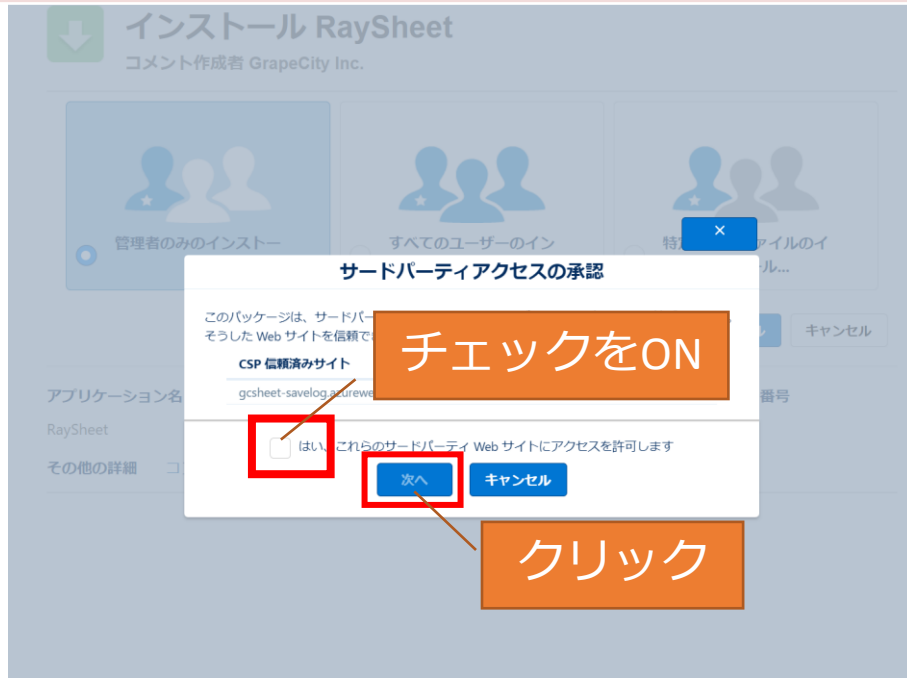 インストール RaySheet
コメント作成者 GrapeCity Inc.
管理者のみのインストー
すべてのユーザーのイン
特
ァイルのイ
ル...
×
サードパーティアクセスの承認
このパッケージは、サードパー
そうした Web サイトを信頼で
チェックをON
キャンセル
CSP 信頼済みサイト
gcsheet-savelog.azurewe
アプリケーション名
番号
RaySheet
はい、これらのサードパーティ Web サイトにアクセスを許可します
その他の詳細
次へ
キャンセル
クリック